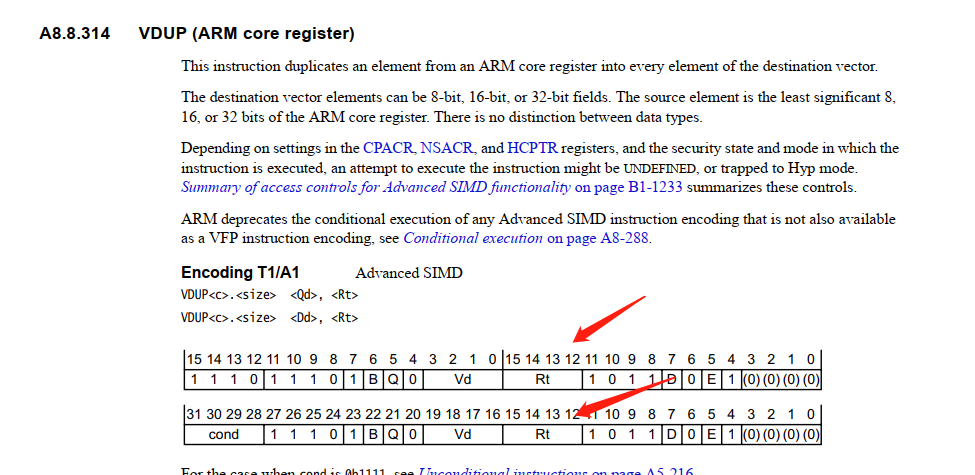 A8.8.314 VDUP (ARM core register)
This instruction duplicates an element from an ARM core register into every element of the destination vector.
The destination vector elements can be 8-bit, 16-bit, or 32-bit fields. The source element is the least significant 8,
16, or 32 bits of the ARM core register. There is no distinction between data types.
Depending on settings in the CPACR, NSACR, and HCPTR registers, and the security state and mode in which the
instruction is executed, an attempt to execute the instruction might be UNDEFINED, or trapped to Hyp mode.
Summary of access controls for Advanced SIMD functionality on page B1-1233 summarizes these controls.
ARM deprecates the conditional execution of any Advanced SIMD instruction encoding that is not also available
as a VFP instruction encoding, see Conditional execution on page A8-288.
Encoding T1/A1 Advanced SIMD
VDUP<c>.<size> <Qd>, <Rt>
VDUP<c>.<size> <Dd>, <Rt>
15 14 13 12 11 10 9 8 7 6 5 4 3 2 1 0 15 14 13 12 11 10 9 8 7 6 5 4 3 2 1 0
1 1 1 0 1 1 1 0 1 B Q 0 Vd Rt 1 0 1 1 D 0 E 1 (0) (0) (0) (0)
31 30 29 28 27 26 25 24 23 22 21 20 19 18 17 16 15 14 13 12 11 10 9 8 7 6 5 4 3 2 1 0
cond 1 1 1 0 1 B Q 0 Vd Rt 1 0 1 1 D 0 E 1 (0) (0) (0) (0)
For the case when cond is 0b1111, see Unconditional instructions on page A5-216.